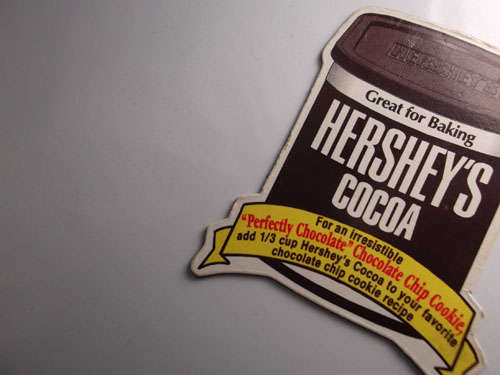 HERSHEY'S
Great for Baking
HERSHEY'S
COCOA
For an irresistible
"Perfectly Chocolate" Chocolate Chip Cookie,
add 1/3 cup Hershey's Cocoa to your favorite
chocolate chip cookie recipe